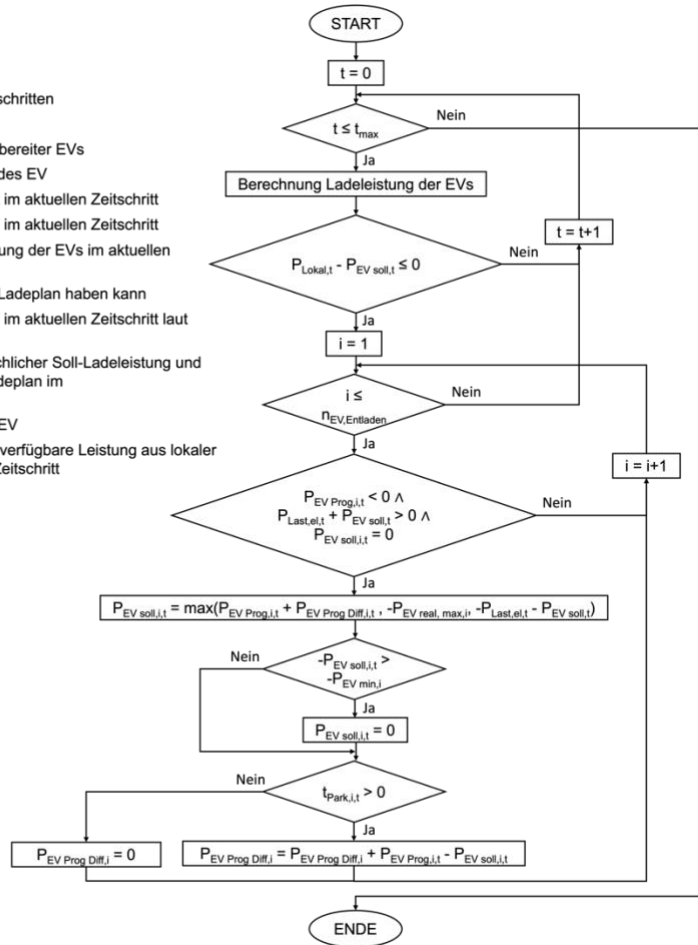 START
t = 0
schritten
t ≤ t_max
Nein
Ja
bereiter EVs
des EV
Berechnung Ladeleistung der EVs
im aktuellen Zeitschritt
im aktuellen Zeitschritt
t = t+1
ung der EVs im aktuellen
Nein
P_Lokal,t - P_EV soll,t ≤ 0
Ladeplan haben kann
im aktuellen Zeitschritt laut
Ja
i = 1
chlicher Soll-Ladeleistung und
deplan im
i ≤
n_EV,Entladen
Nein
EV
verfügbare Leistung aus lokaler
Zeitschritt
Ja
i = i+1
P_EV Prog,i,t < 0 ∧
P_Last,el,t + P_EV soll,t > 0 ∧
P_EV soll,i,t = 0
Nein
Ja
P_EV soll,i,t = max(P_EV Prog,i,t + P_EV Prog Diff,i,t , -P_EV real, max,i, -P_Last,el,t - P_EV soll,t)
Nein
-P_EV soll,i,t >
-P_EV min,i
Ja
P_EV soll,i,t = 0
Nein
t_Park,i,t > 0
Ja
P_EV Prog Diff,i = 0
P_EV Prog Diff,i = P_EV Prog Diff,i + P_EV Prog,i,t - P_EV soll,i,t
ENDE